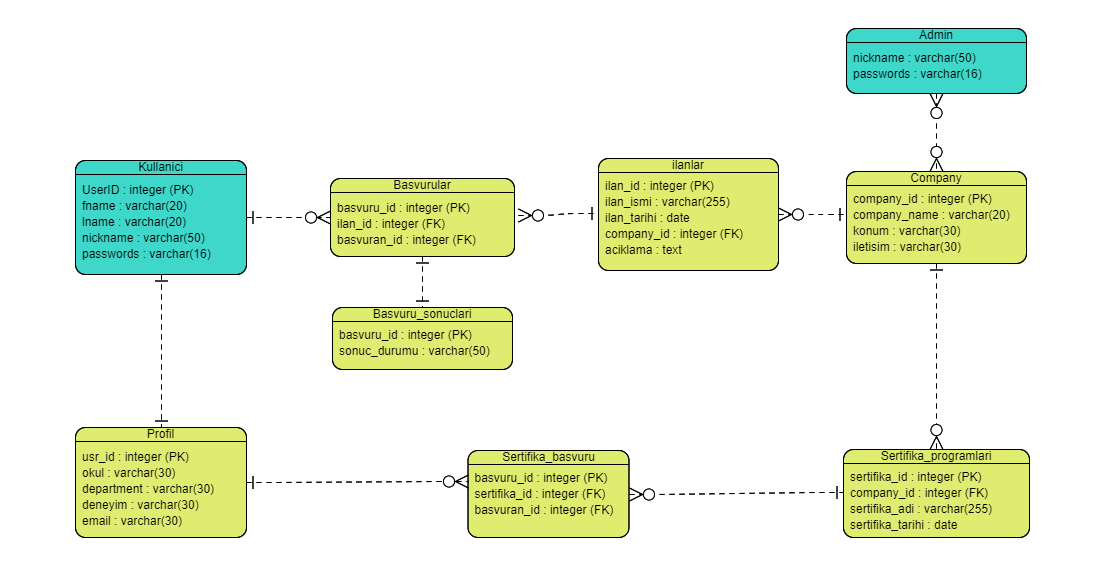 Admin
nickname : varchar(50)
passwords : varchar(16)
Kullanici
UserID : integer (PK)
fname : varchar(20)
lname : varchar(20)
nickname : varchar(50)
passwords : varchar(16)
Basvurular
basvuru_id : integer (PK)
ilan_id : integer (FK)
basvuran_id : integer (FK)
ilanlar
ilan_id : integer (PK)
ilan_ismi : varchar(255)
ilan_tarihi : date
company_id : integer (FK)
aciklama : text
Company
company_id : integer (PK)
company_name : varchar(20)
konum : varchar(30)
iletisim : varchar(30)
Basvuru_sonuclari
basvuru_id : integer (PK)
sonuc_durumu : varchar(50)
Profil
usr_id : integer (PK)
okul : varchar(30)
department : varchar(30)
deneyim : varchar(30)
email : varchar(30)
Sertifika_basvuru
basvuru_id : integer (PK)
sertifika_id : integer (FK)
basvuran_id : integer (FK)
Sertifika_programlari
sertifika_id : integer (PK)
company_id : integer (FK)
sertifika_adi : varchar(255)
sertifika_tarihi : date